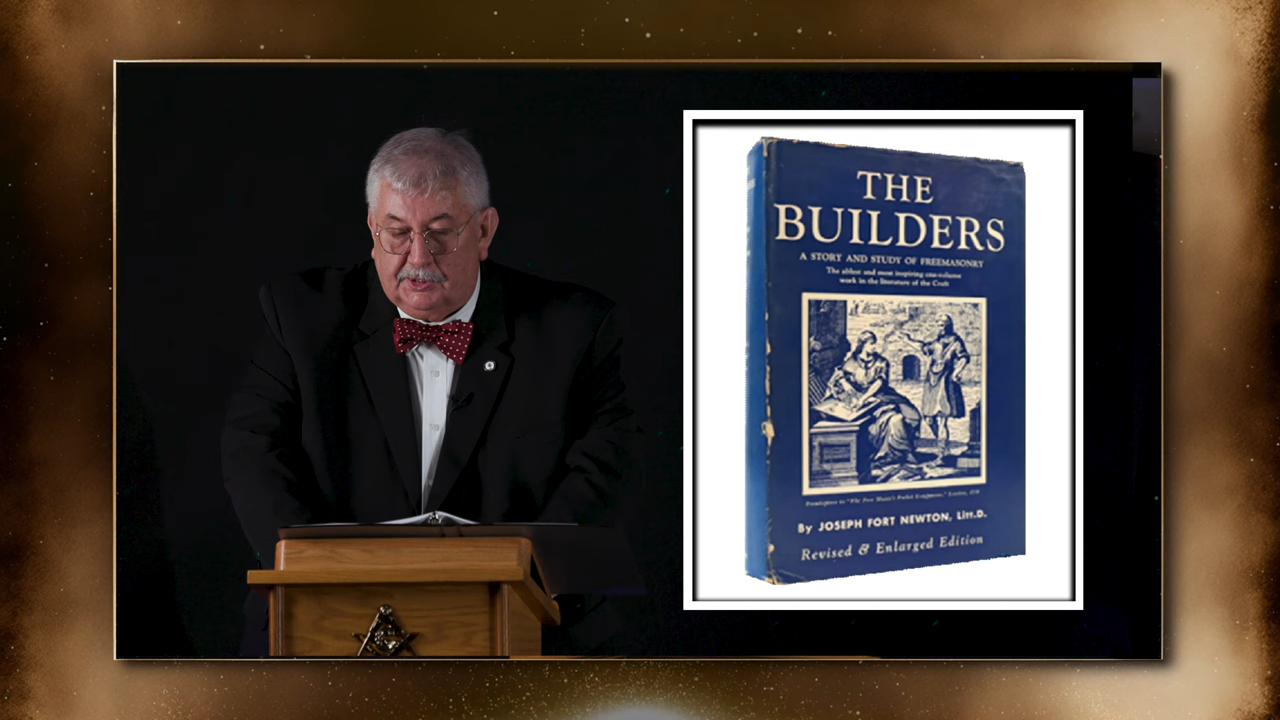 THE
BUILDERS
A STORY AND STUDY OF FREEMASONRY
The ablest and most inspiring one-volume
work in the literature of the Craft
By JOSEPH FORT NEWTON, Litt.D.
Revised & Enlarged Edition